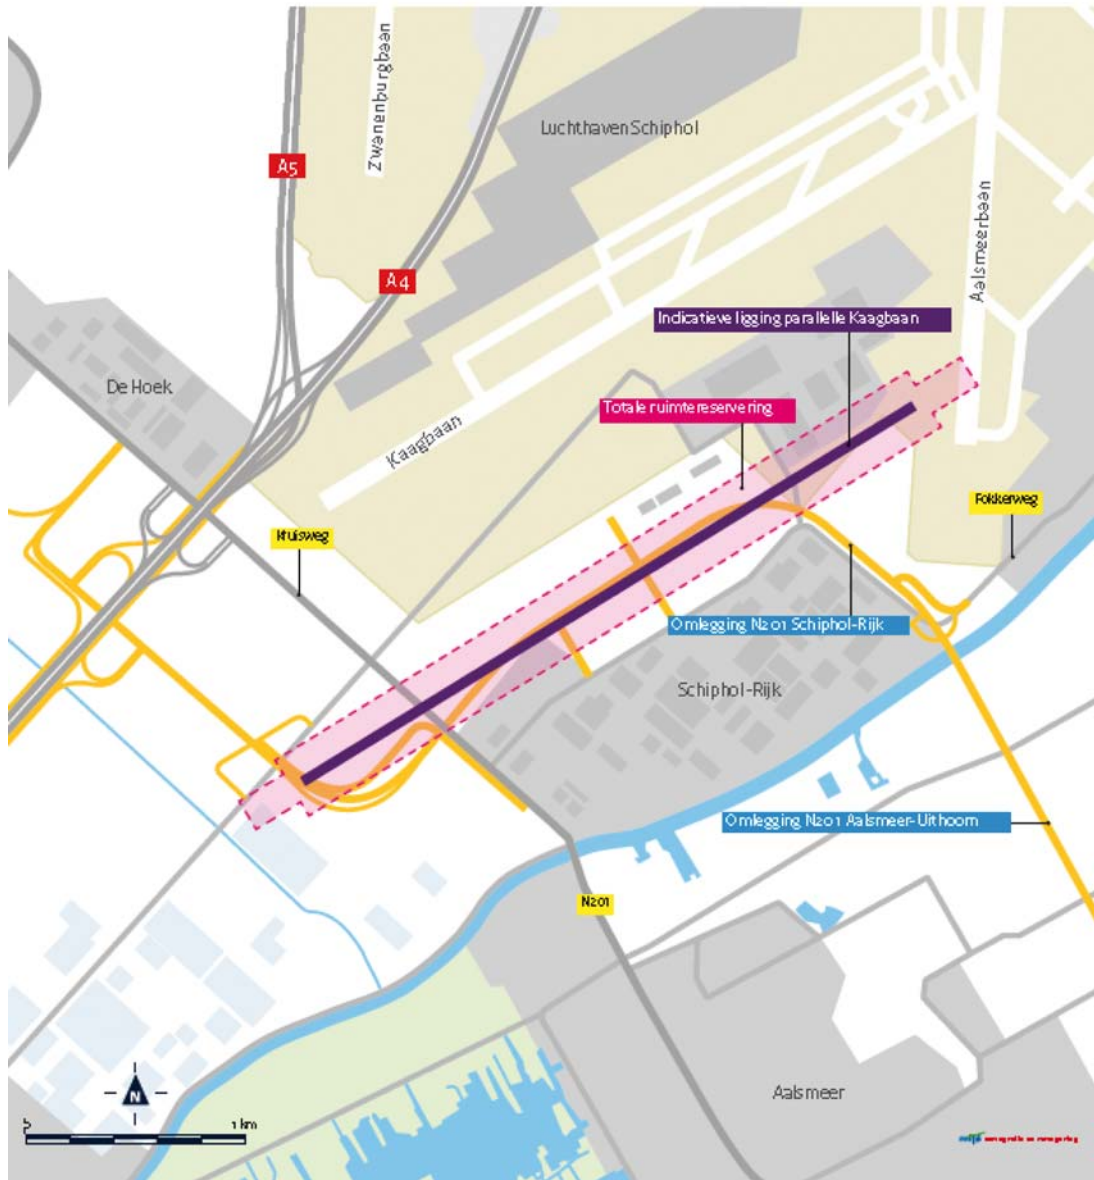 Zwanenburgbaan
Luchthaven Schiphol
A5
Aalsmeerbaan
A4
Indicatieve ligging parallelle Kaagbaan
De Hoek
Totale ruimtereservering
Kaagbaan
Fokkerweg
Kruisweg
Omlegging N201 Schiphol-Rijk
Schiphol-Rijk
Omlegging N201 Aalsmeer-Uithoorn
N201
Aalsmeer
N
1 km